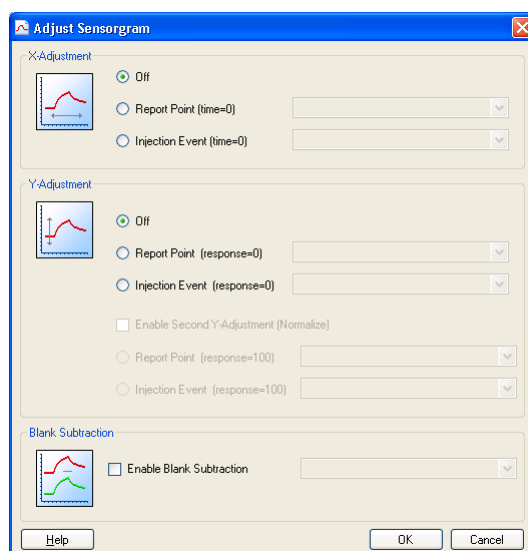 Adjust Sensorgram
X-Adjustment
Off
Report Point (time=0)
Injection Event (time=0)
Y-Adjustment
Off
Report Point (response=0)
Injection Event (response=0)
Enable Second Y-Adjustment (Normalize)
Report Point (response=100)
Injection Event (response=100)
Blank Subtraction
Enable Blank Subtraction
Help OK Cancel